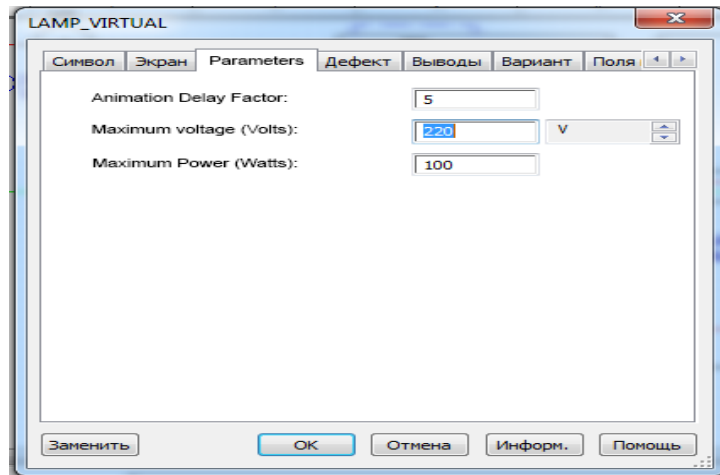 LAMP_VIRTUAL
Символ Экран Parameters Дефект Выводы Вариант Поля
Animation Delay Factor: 5
Maximum voltage (Volts): 220 V
Maximum Power (Watts): 100
Заменить OK Отмена Информ. Помощь